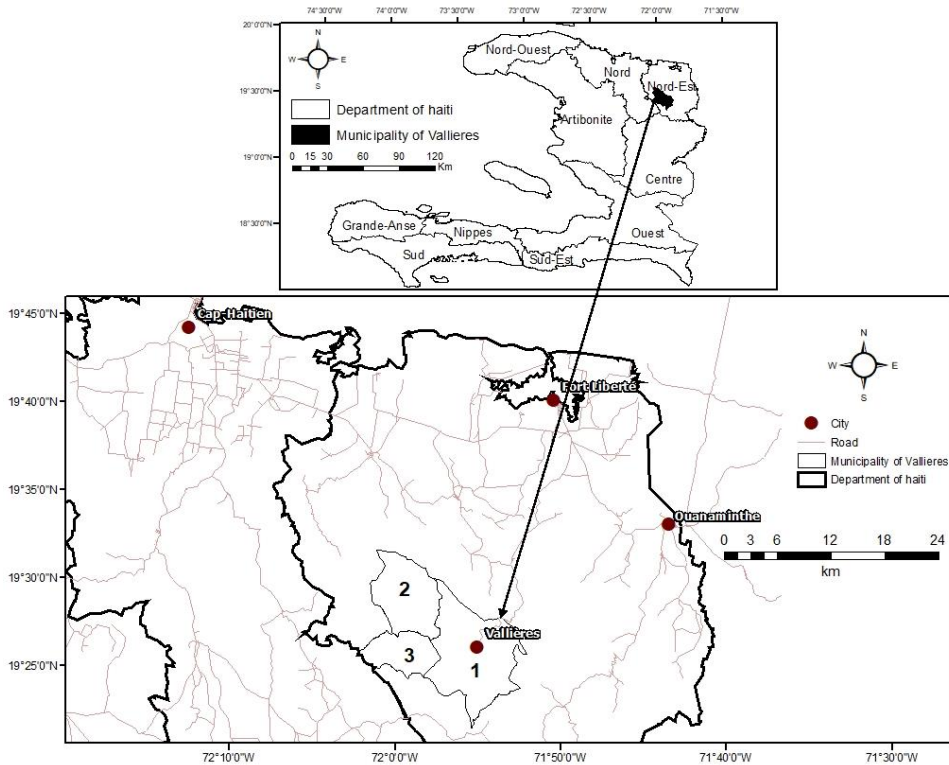 74°30'0"W 74°0'0"W 73°30'0"W 73°0'0"W 72°30'0"W 72°0'0"W 71°30'0"W
20°0'0"N
19°30'0"N
19°0'0"N
18°30'0"N
N
W E
S
Department of haiti
Municipality of Vallieres
0 15 30 60 90 120
Km
Nord-Ouest
Nord
Nord-Est
Artibonite
Centre
Grande-Anse
Nippes
Ouest
Sud
Sud-Est
19°45'0"N
19°40'0"N
19°35'0"N
19°30'0"N
19°25'0"N
Cap-Haitien
Fort Liberté
Ouanaminthe
Vallières
2
3
1
N
W E
S
City
Road
Municipality of Vallieres
Department of haiti
0 3 6 12 18 24
km
72°10'0"W 72°0'0"W 71°50'0"W 71°40'0"W 71°30'0"W